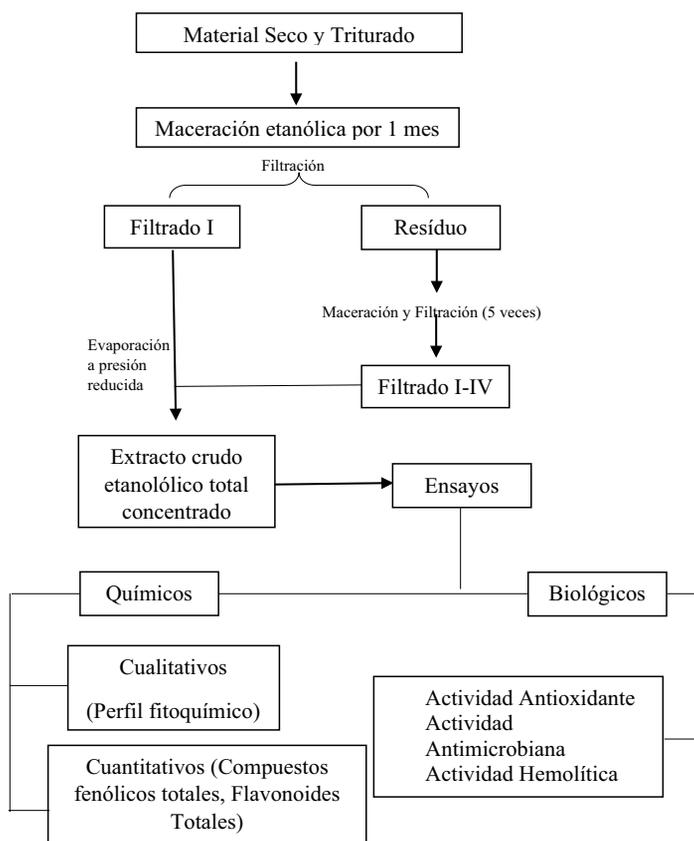 Material Seco y Triturado
Maceración etanólica por 1 mes
Filtración
Filtrado I
Resíduo
Maceración y Filtración (5 veces)
Evaporación
a presión
reducida
Filtrado I-IV
Extracto crudo
etanolólico total
concentrado
Ensayos
Químicos
Biológicos
Cualitativos
(Perfil fitoquímico)
Actividad Antioxidante
Actividad
Antimicrobiana
Actividad Hemolítica
Cuantitativos (Compuestos
fenólicos totales, Flavonoides
Totales)